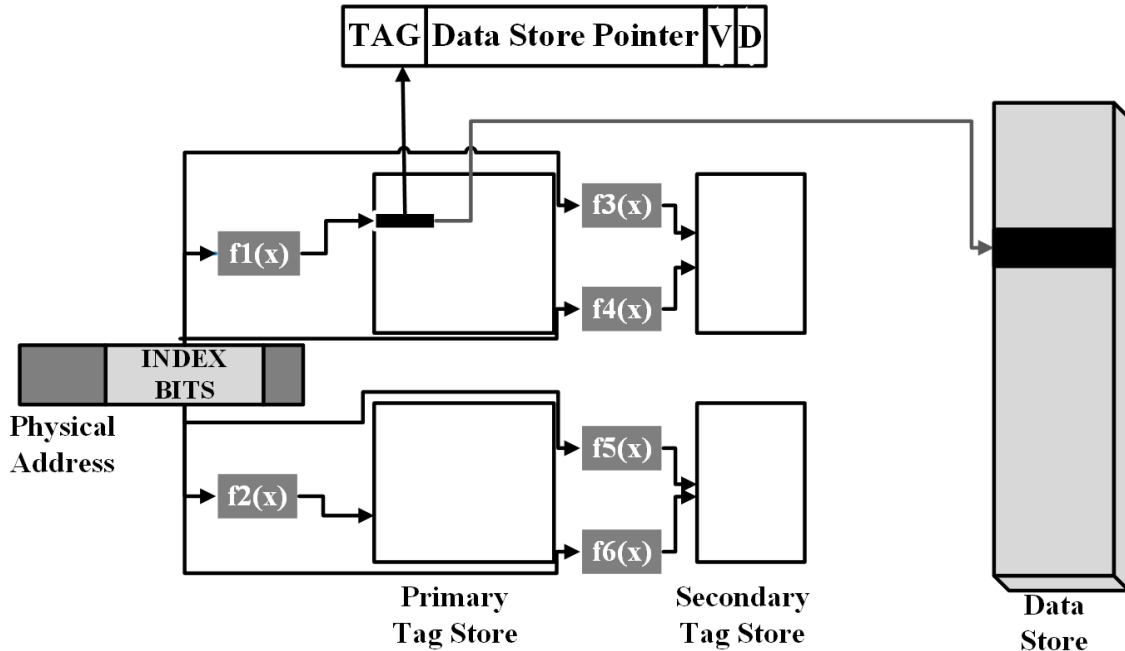 TAG Data Store Pointer V D
f3(x)
f1(x)
f4(x)
INDEX
BITS
Physical
Address
f5(x)
f2(x)
f6(x)
Primary
Tag Store
Secondary
Tag Store
Data
Store